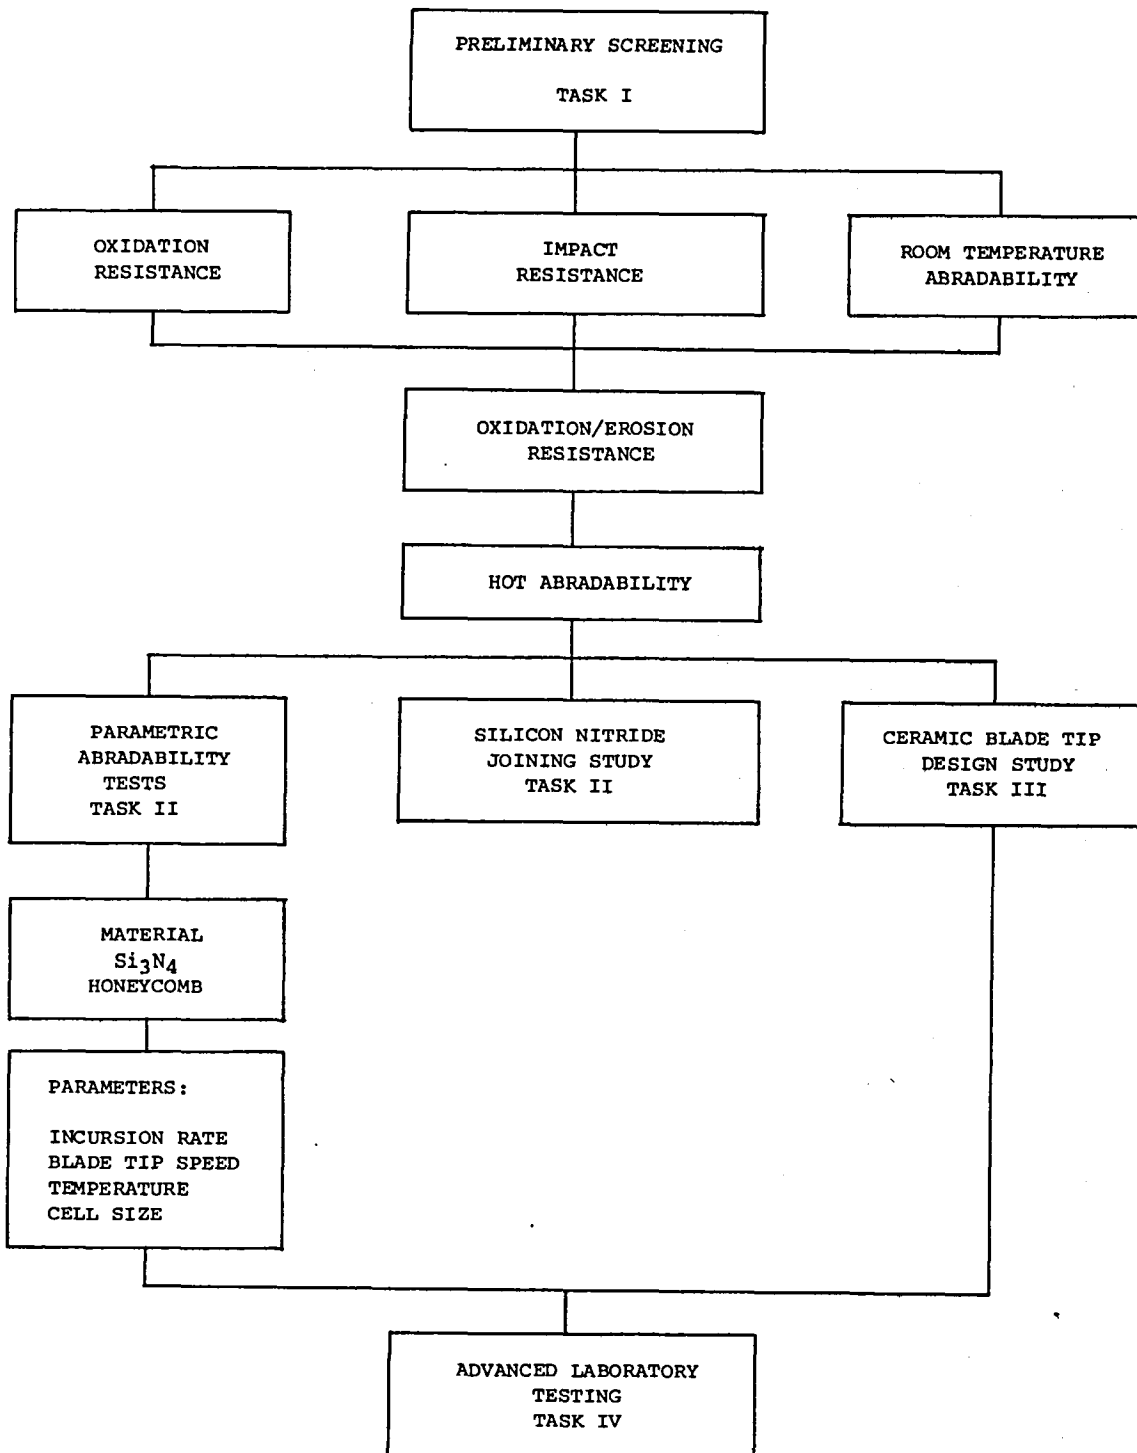 PRELIMINARY SCREENING
TASK I
OXIDATION
RESISTANCE
IMPACT
RESISTANCE
ROOM TEMPERATURE
ABRADABILITY
OXIDATION/EROSION
RESISTANCE
HOT ABRADABILITY
PARAMETRIC
ABRADABILITY
TESTS
TASK II
SILICON NITRIDE
JOINING STUDY
TASK II
CERAMIC BLADE TIP
DESIGN STUDY
TASK III
MATERIAL
Si₃N₄
HONEYCOMB
PARAMETERS:
INCURSION RATE
BLADE TIP SPEED
TEMPERATURE
CELL SIZE
ADVANCED LABORATORY
TESTING
TASK IV